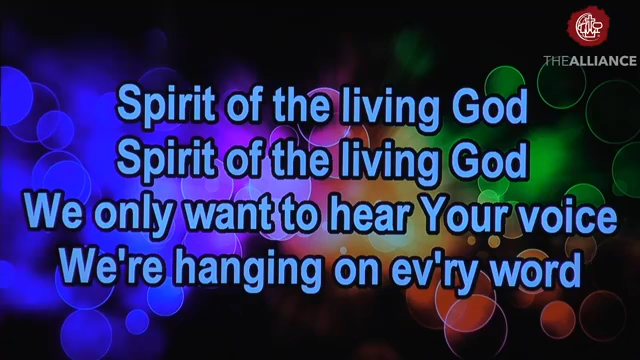 THEALLIANCE
Spirit of the living God
Spirit of the living God
We only want to hear Your voice
We're hanging on ev'ry word